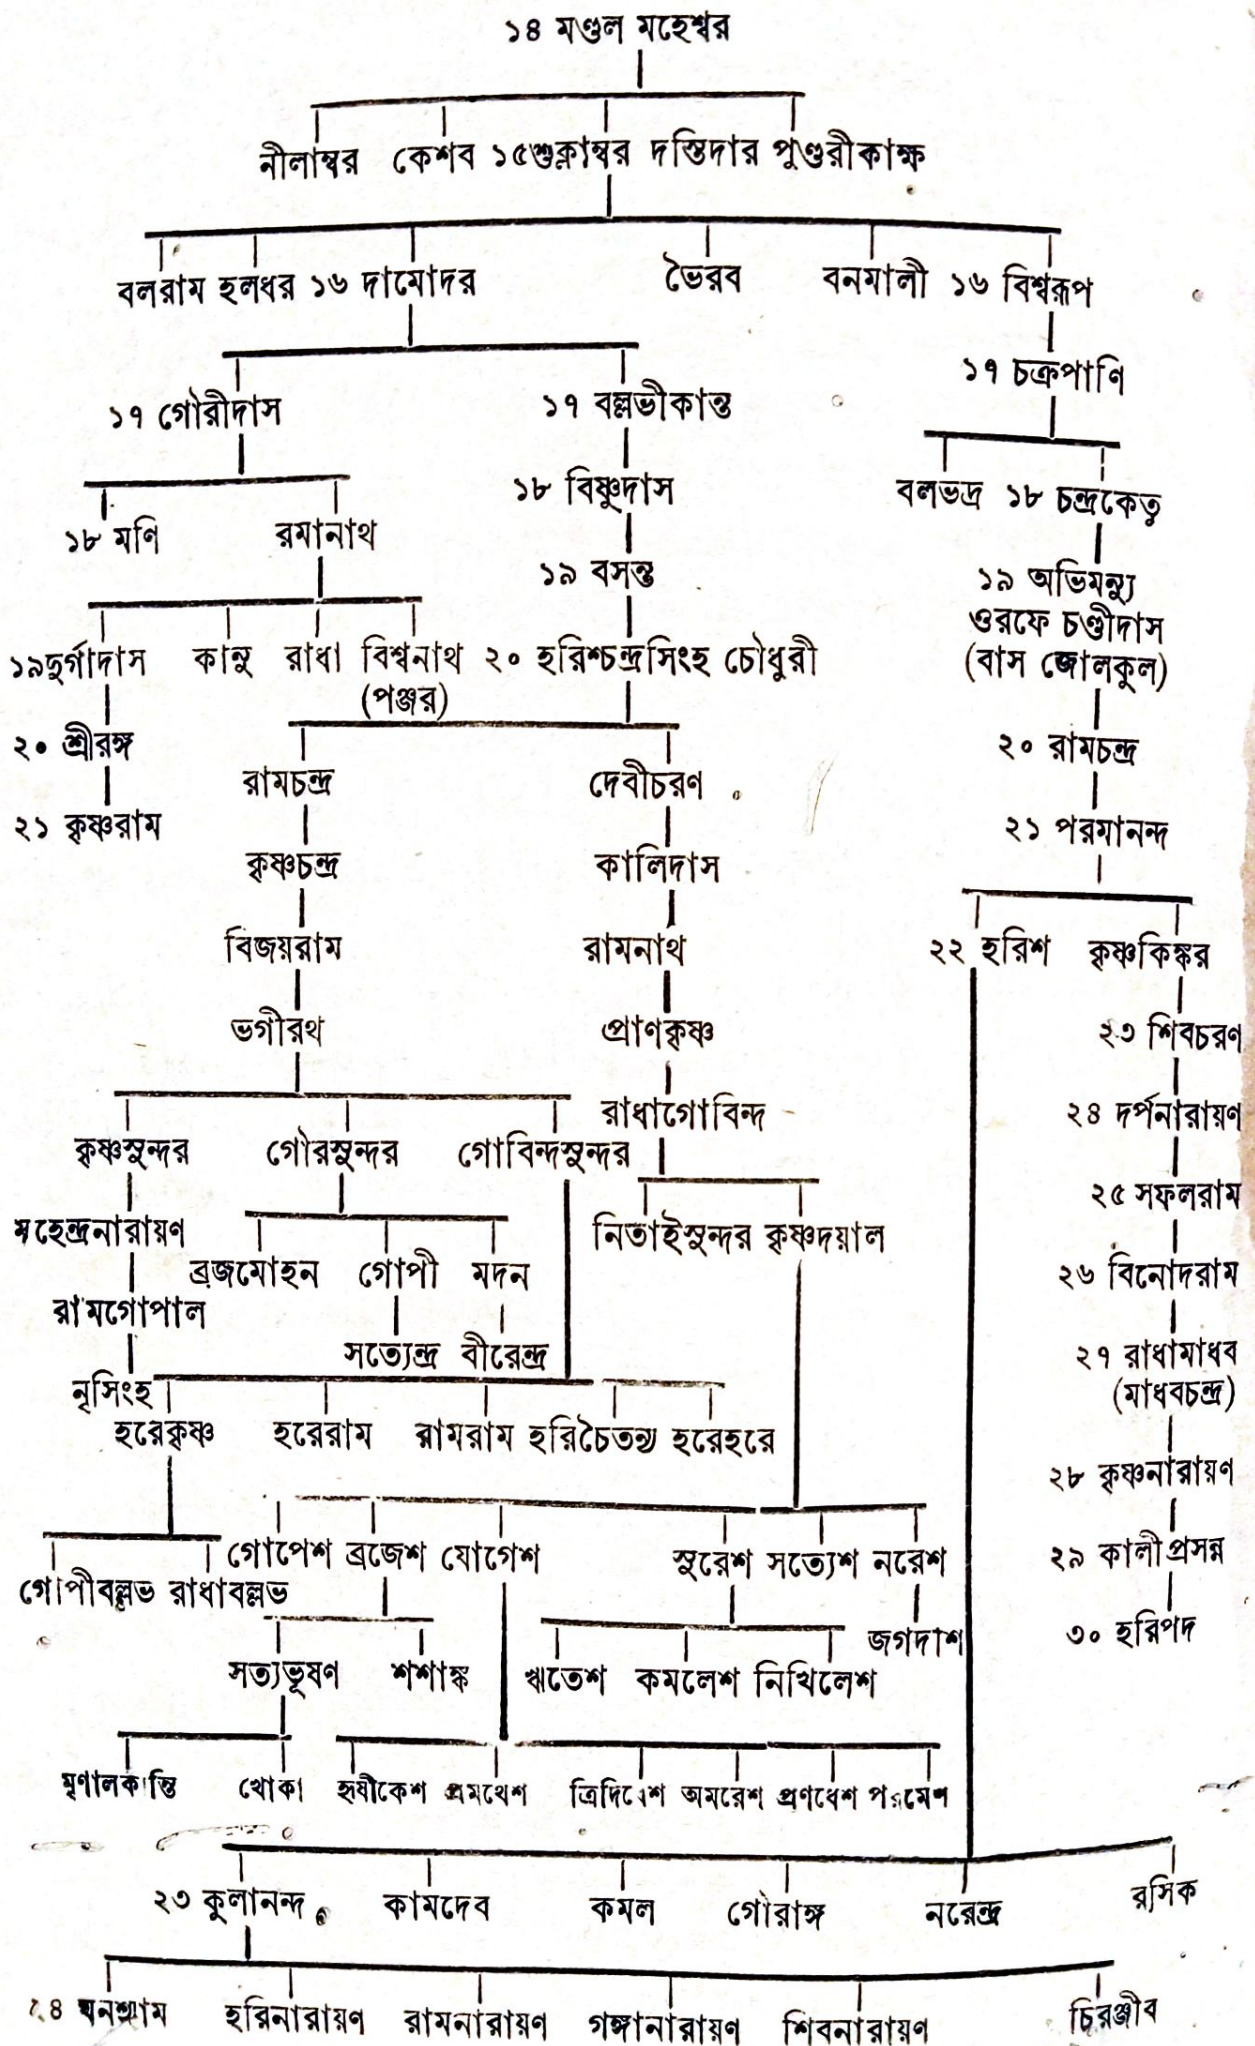 ১৪ মণ্ডল মহেশ্বর
নীলাম্বর কেশব ১৫শুক্লাম্বর দস্তিদার পুণ্ডরীকাক্ষ
বলরাম হলধর ১৬ দামোদর ভৈরব বনমালী ১৬ বিশ্বরূপ
১৭ চক্রপাণি
১৭ গৌরীদাস ১৭ বল্লভীকান্ত
১৮ বিষ্ণুদাস বলভদ্র ১৮ চন্দ্রকেতু
১৮ মণি রমানাথ
১৯ বসন্ত ১৯ অভিমন্যু
ওরফে চণ্ডীদাস
১৯দুর্গাদাস কানু রাধা বিশ্বনাথ ২০ হরিশ্চন্দ্রসিংহ চৌধুরী (বাস জোলকুল)
(পঞ্জর)
২০ শ্রীরঙ্গ ২০ রামচন্দ্র
রামচন্দ্র দেবীচরণ
২১ কৃষ্ণরাম ২১ পরমানন্দ
কৃষ্ণচন্দ্র কালিদাস
বিজয়রাম রামনাথ ২২ হরিশ কৃষ্ণকিঙ্কর
ভগীরথ প্রাণকৃষ্ণ ২৩ শিবচরণ
রাধাগোবিন্দ ২৪ দর্পনারায়ণ
কৃষ্ণসুন্দর গৌরসুন্দর গোবিন্দসুন্দর
২৫ সফলরাম
মহেন্দ্রনারায়ণ নিতাইসুন্দর কৃষ্ণদয়াল
ব্রজমোহন গোপী মদন ২৬ বিনোদরাম
রামগোপাল
সত্যেন্দ্র বীরেন্দ্র ২৭ রাধামাধব
নৃসিংহ (মাধবচন্দ্র)
হরেকৃষ্ণ হরেরাম রামরাম হরিচৈতন্য হরেহরে
২৮ কৃষ্ণনারায়ণ
গোপেশ ব্রজেশ যোগেশ সুরেশ সত্যেশ নরেশ ২৯ কালীপ্রসন্ন
গোপীবল্লভ রাধাবল্লভ
জগদীশ ৩০ হরিপদ
সত্যভূষণ শশাঙ্ক ঋতেশ কমলেশ নিখিলেশ
মৃণালকান্তি খোকা হৃষীকেশ প্রমথেশ ত্রিদিবেশ অমরেশ প্রণধেশ
২৩ কুলানন্দ কামদেব কমল গৌরাঙ্গ নরেন্দ্র রসিক
২৪ ঘনশ্যাম হরিনারায়ণ রামনারায়ণ গঙ্গানারায়ণ শিবনারায়ণ চিরঞ্জীব